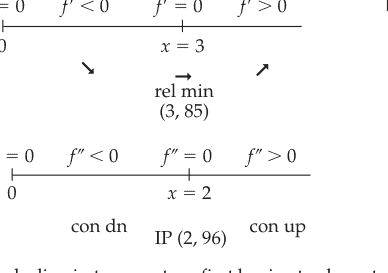 = 0 f′ < 0 f′ = 0 f′ > 0
0 x = 3
rel min
(3, 85)
= 0 f″ < 0 f″ = 0 f″ > 0
0 x = 2
con dn IP (2, 96) con up